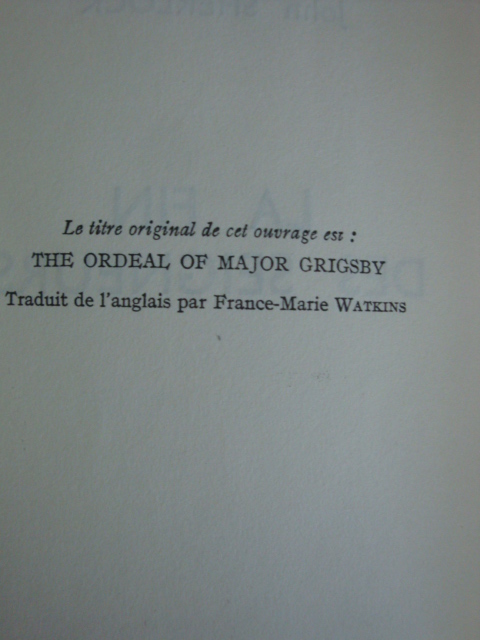 Le titre original de cet ouvrage est :
THE ORDEAL OF MAJOR GRIGSBY
Traduit de l'anglais par France-Marie WATKINS